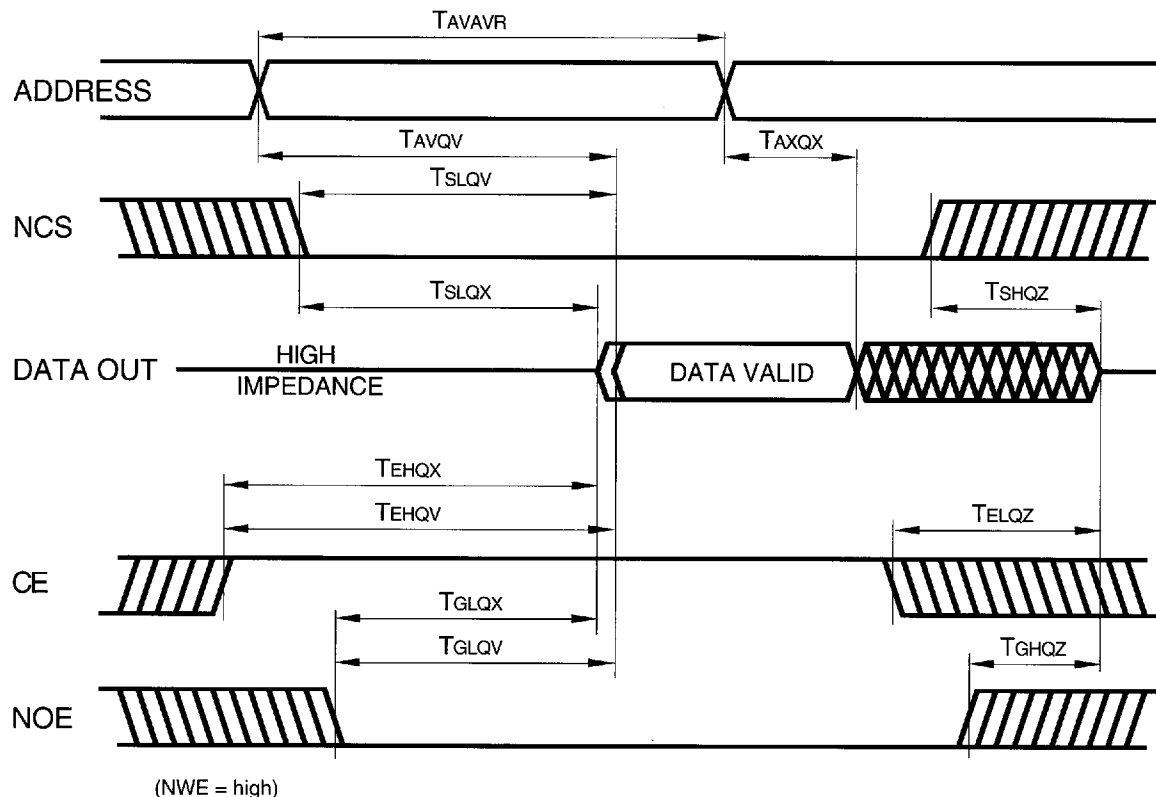 TAVAVR
ADDRESS
TAVQV
TAXQX
TSLQV
NCS
TSLQX
TSHQZ
DATA OUT
HIGH
IMPEDANCE
DATA VALID
TEHQX
TEHQV
TELQZ
CE
TGLQX
TGLQV
TGHQZ
NOE
(NWE = high)